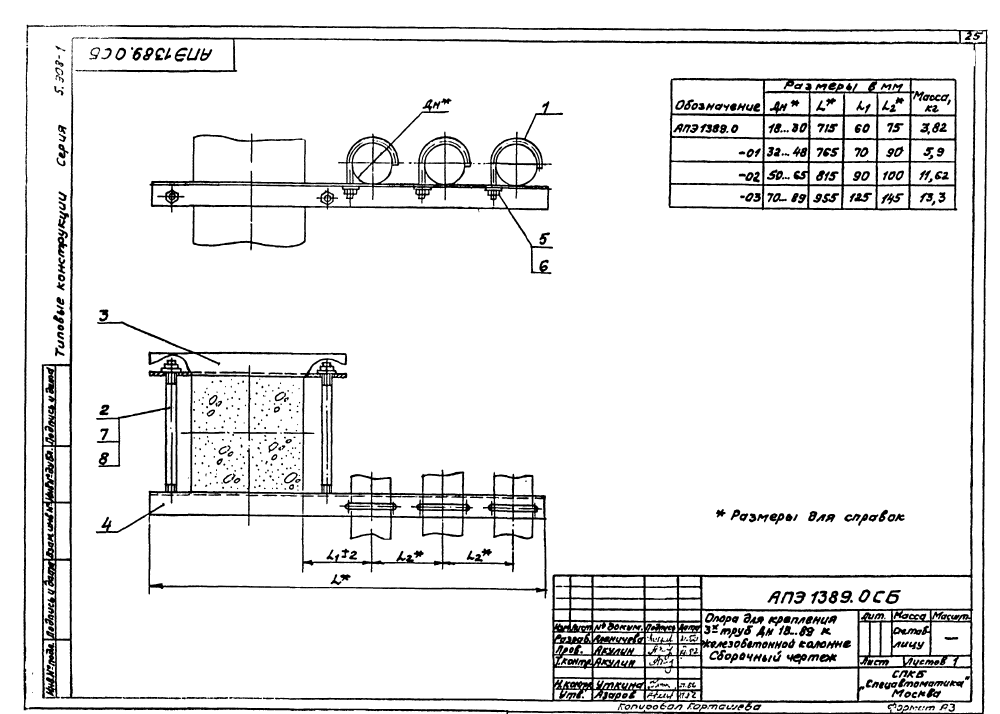 25
АПЭ1389.0СБ
Типовые конструкции Серия 5.908-1
Размеры в мм
Обозначение Дн* L* L1 L2* Масса, кг
АПЭ1389.0 18...30 715 60 75 3,82
-01 32...48 765 70 90 5,9
-02 50...65 815 90 100 11,62
-03 70...89 955 125 145 13,3
Дн*
1
5
6
3
2
7
8
4
L1±2
L2*
L2*
L*
* Размеры для справок
Инв.№подл. Подпись и дата Взам.инв.№ Инв.№дубл. Подпись и дата
АПЭ1389.0СБ
Изм Лист № докум. Подпись Дата
Разраб.
Пров. Акулин
Т.контр. Акулин
Н.контр. Уткина
Утв. Азаров
Опора для крепления
3х труб Дн 18...89 к
железобетонной колонне
Сборочный чертеж
Лит. Масса Масшт.
См.таб-
лицу
—
Лист Листов 1
СПКБ
„Спецавтоматика"
Москва
Копировал Карташева
Формат А3